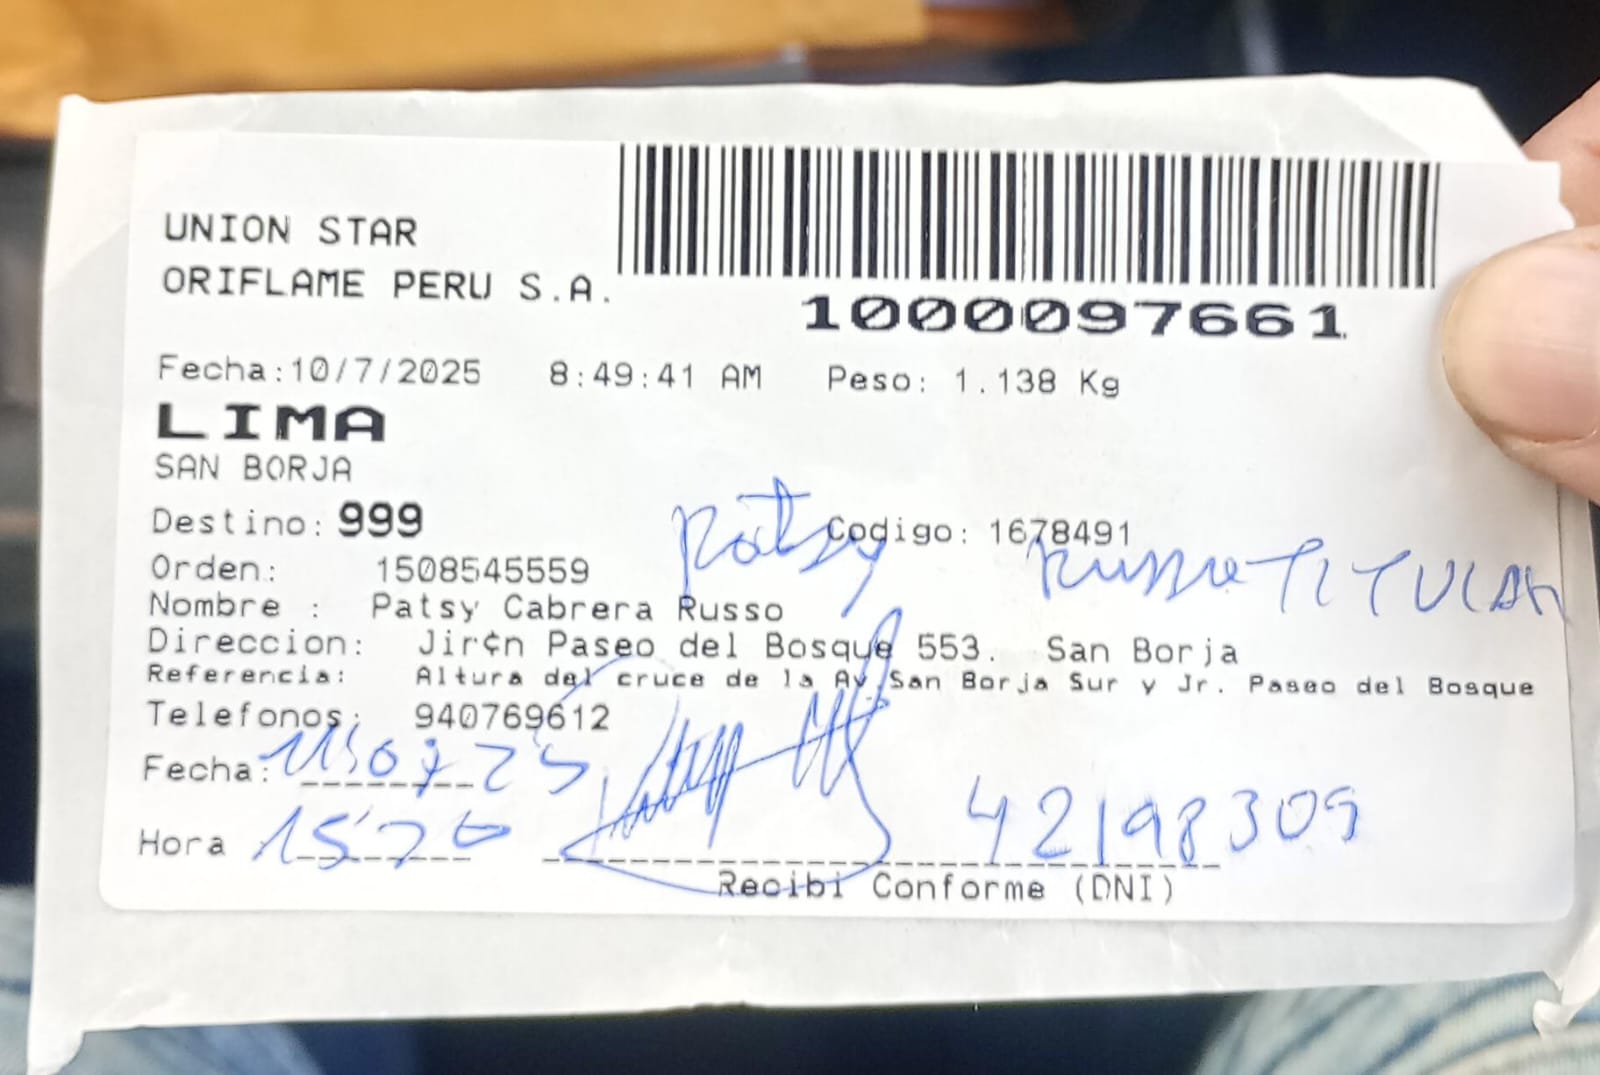 UNION STAR
ORIFLAME PERU S.A.
1000097661
Fecha:10/7/2025 8:49:41 AM Peso: 1.138 Kg
LIMA
SAN BORJA
Destino: 999 Codigo: 1678491
Patsy Russo TITULAR
Orden: 1508545559
Nombre : Patsy Cabrera Russo
Direccion: Jir¢n Paseo del Bosque 553. San Borja
Referencia: Altura del cruce de la Av San Borja Sur y Jr. Paseo del Bosque
Telefonos: 940769612
Fecha: 11/07/25
Hora 15:20 42198309
Recibi Conforme (DNI)